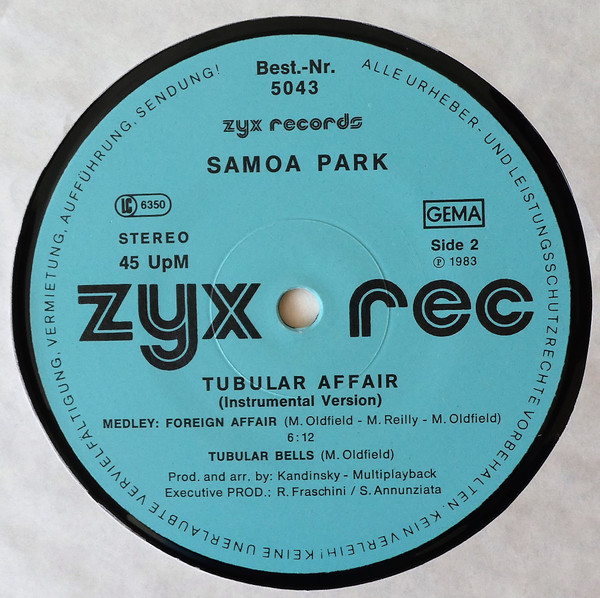 ALLE URHEBER- UND LEISTUNGSSCHUTZRECHTE VORBEHALTEN. KEIN VERLEIH! KEINE UNERLAUBTE VERVIELFÄLTIGUNG, VERMIETUNG, AUFFÜHRUNG, SENDUNG!
Best.-Nr.
5043
zyx records
SAMOA PARK
LC 6350
GEMA
STEREO
Side 2
45 UpM
℗ 1983
zyx rec
TUBULAR AFFAIR
(Instrumental Version)
MEDLEY: FOREIGN AFFAIR (M. Oldfield - M. Reilly - M. Oldfield)
6:12
TUBULAR BELLS (M. Oldfield)
Prod. and arr. by: Kandinsky - Multiplayback
Executive PROD.: R. Fraschini / S. Annunziata